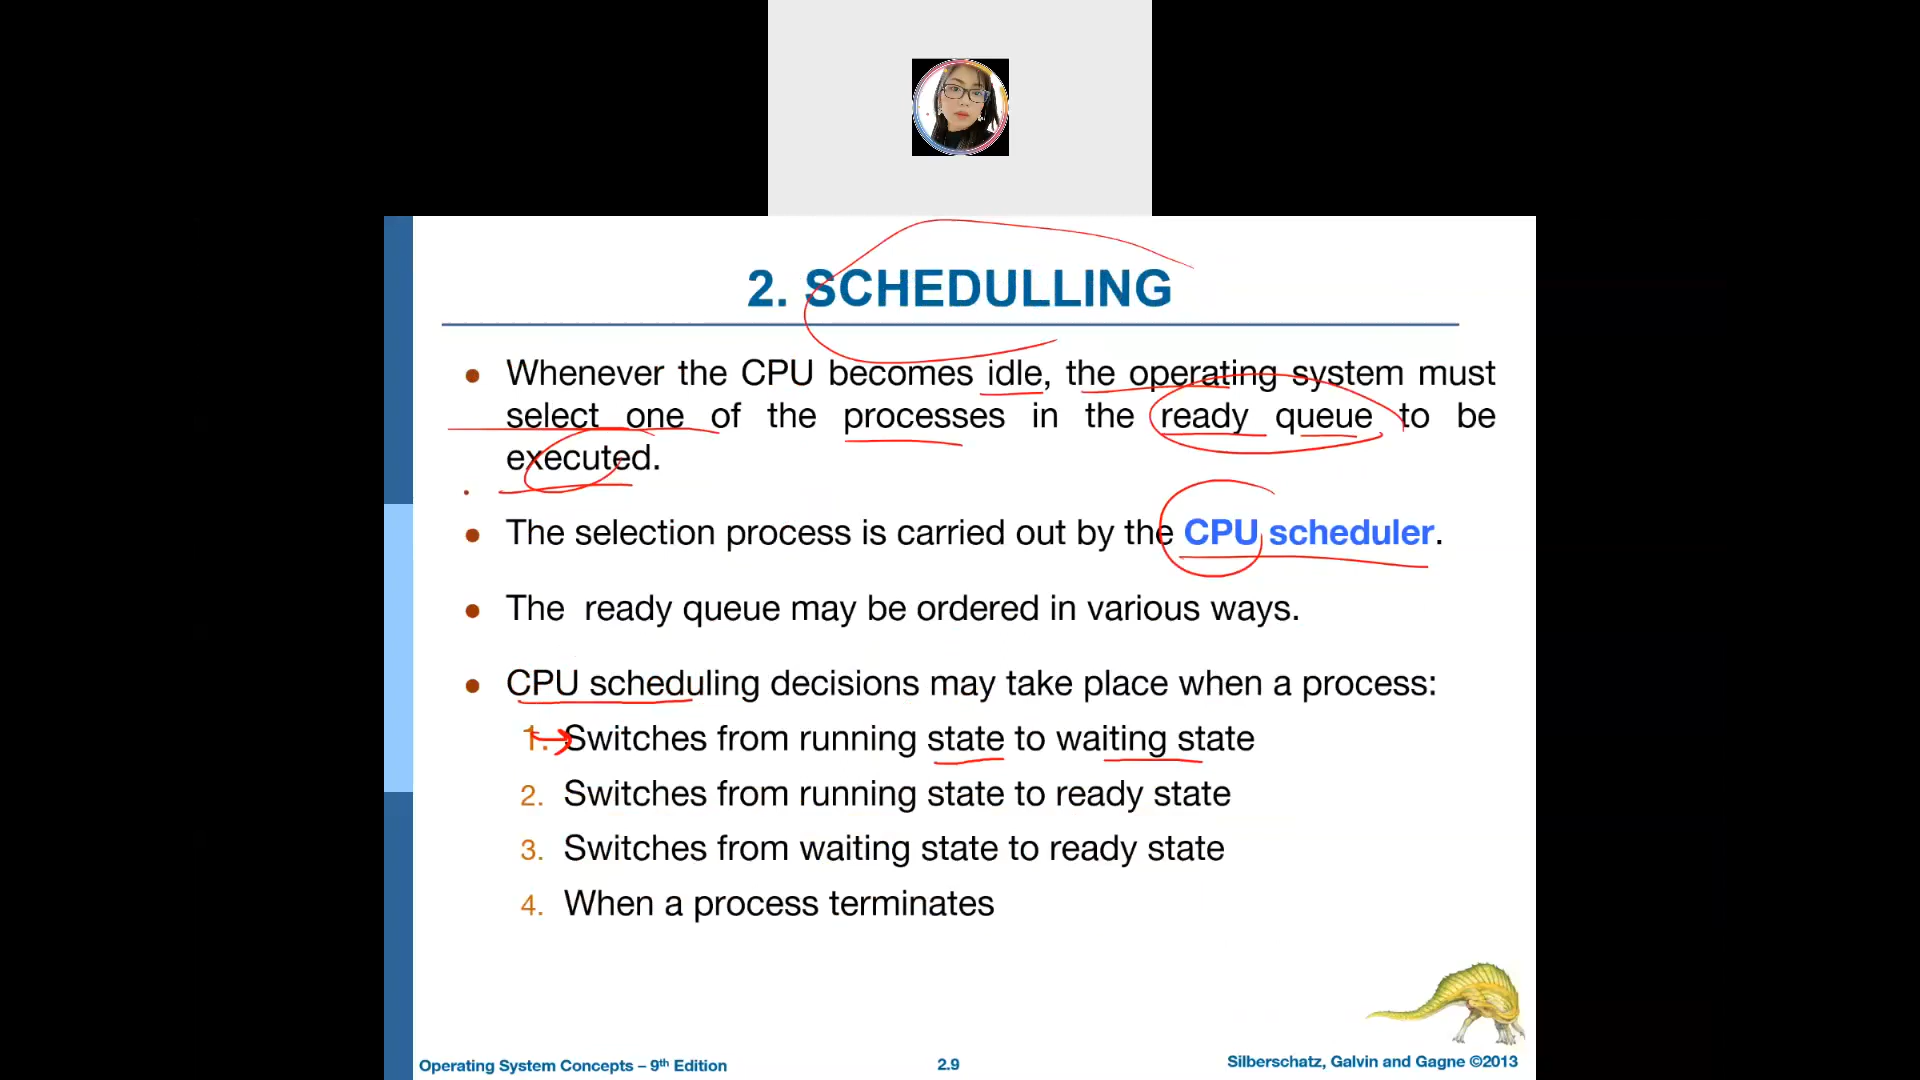 2. SCHEDULLING
• Whenever the CPU becomes idle, the operating system must
select one of the processes in the ready queue to be
executed.
• The selection process is carried out by the CPU scheduler.
• The ready queue may be ordered in various ways.
• CPU scheduling decisions may take place when a process:
1. Switches from running state to waiting state
2. Switches from running state to ready state
3. Switches from waiting state to ready state
4. When a process terminates
Operating System Concepts – 9th Edition
2.9
Silberschatz, Galvin and Gagne ©2013